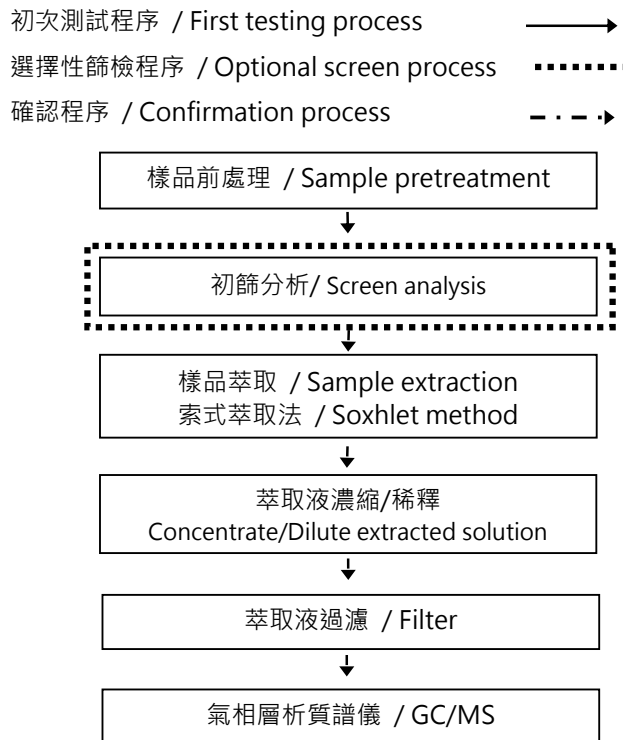 初次測試程序 / First testing process
選擇性篩檢程序 / Optional screen process
確認程序 / Confirmation process
樣品前處理 / Sample pretreatment
初篩分析/ Screen analysis
樣品萃取 / Sample extraction
索式萃取法 / Soxhlet method
萃取液濃縮/稀釋
Concentrate/Dilute extracted solution
萃取液過濾 / Filter
氣相層析質譜儀 / GC/MS